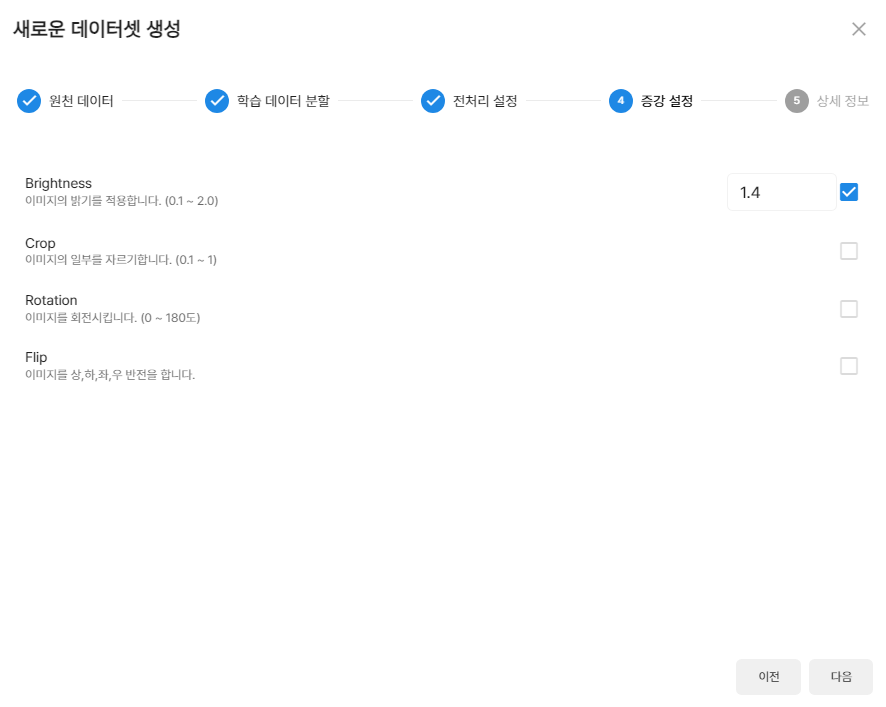 새로운 데이터셋 생성
원천 데이터
학습 데이터 분할
전처리 설정
4 증강 설정
5 상세 정보
Brightness
이미지의 밝기를 적용합니다. (0.1 ~ 2.0)
1.4
Crop
이미지의 일부를 자르기합니다. (0.1 ~ 1)
Rotation
이미지를 회전시킵니다. (0 ~ 180도)
Flip
이미지를 상,하,좌,우 반전을 합니다.
이전
다음